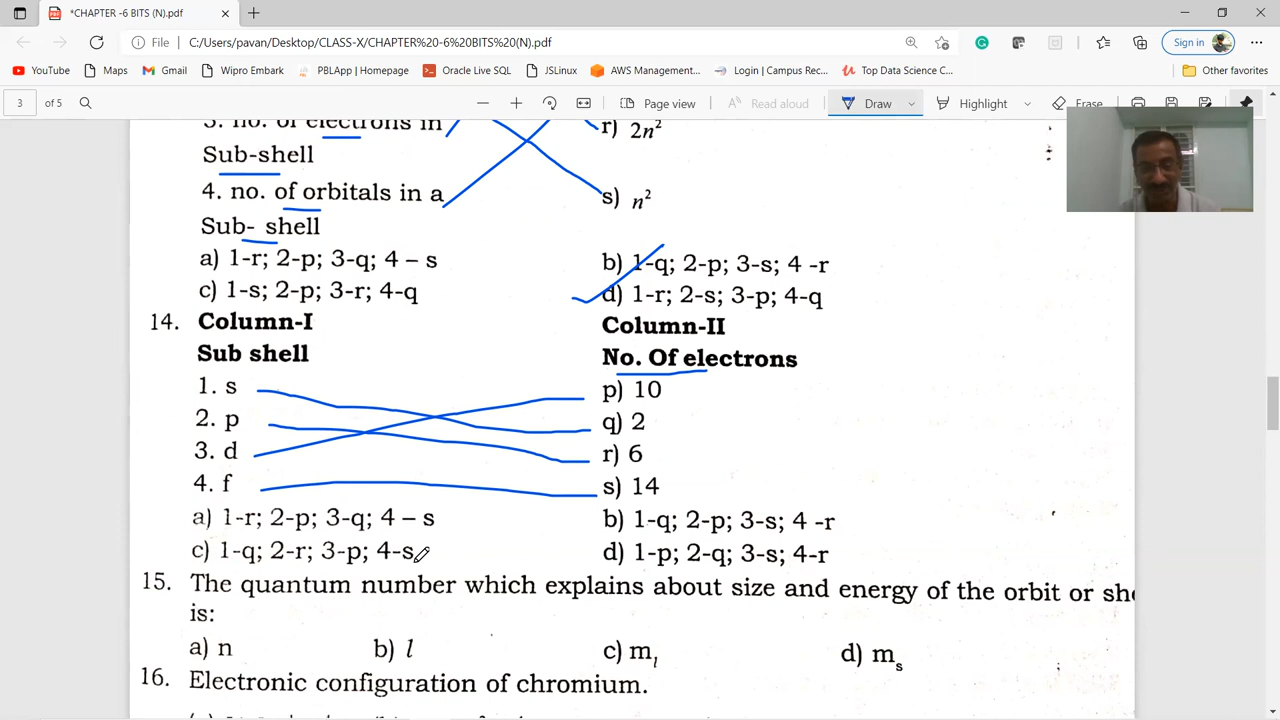 *CHAPTER -6 BITS (N).pdf
File C:/Users/pavan/Desktop/CLASS-X/CHAPTER%20-6%20BITS%20(N).pdf Sign in
YouTube Maps Gmail Wipro Embark PBLApp | Homepage Oracle Live SQL JSLinux AWS Management... Login | Campus Rec... Top Data Science C... Other favorites
3 of 5 Page view Read aloud Draw Highlight Erase
3. no. of electrons in r) 2n²
Sub-shell
4. no. of orbitals in a s) n²
Sub- shell
a) 1-r; 2-p; 3-q; 4 – s b) 1-q; 2-p; 3-s; 4 -r
c) 1-s; 2-p; 3-r; 4-q d) 1-r; 2-s; 3-p; 4-q
14. Column-I Column-II
Sub shell No. Of electrons
1. s p) 10
2. p q) 2
3. d r) 6
4. f s) 14
a) 1-r; 2-p; 3-q; 4 – s b) 1-q; 2-p; 3-s; 4 -r
c) 1-q; 2-r; 3-p; 4-s d) 1-p; 2-q; 3-s; 4-r
15. The quantum number which explains about size and energy of the orbit or she
is:
a) n b) l c) mₗ d) mₛ
16. Electronic configuration of chromium.